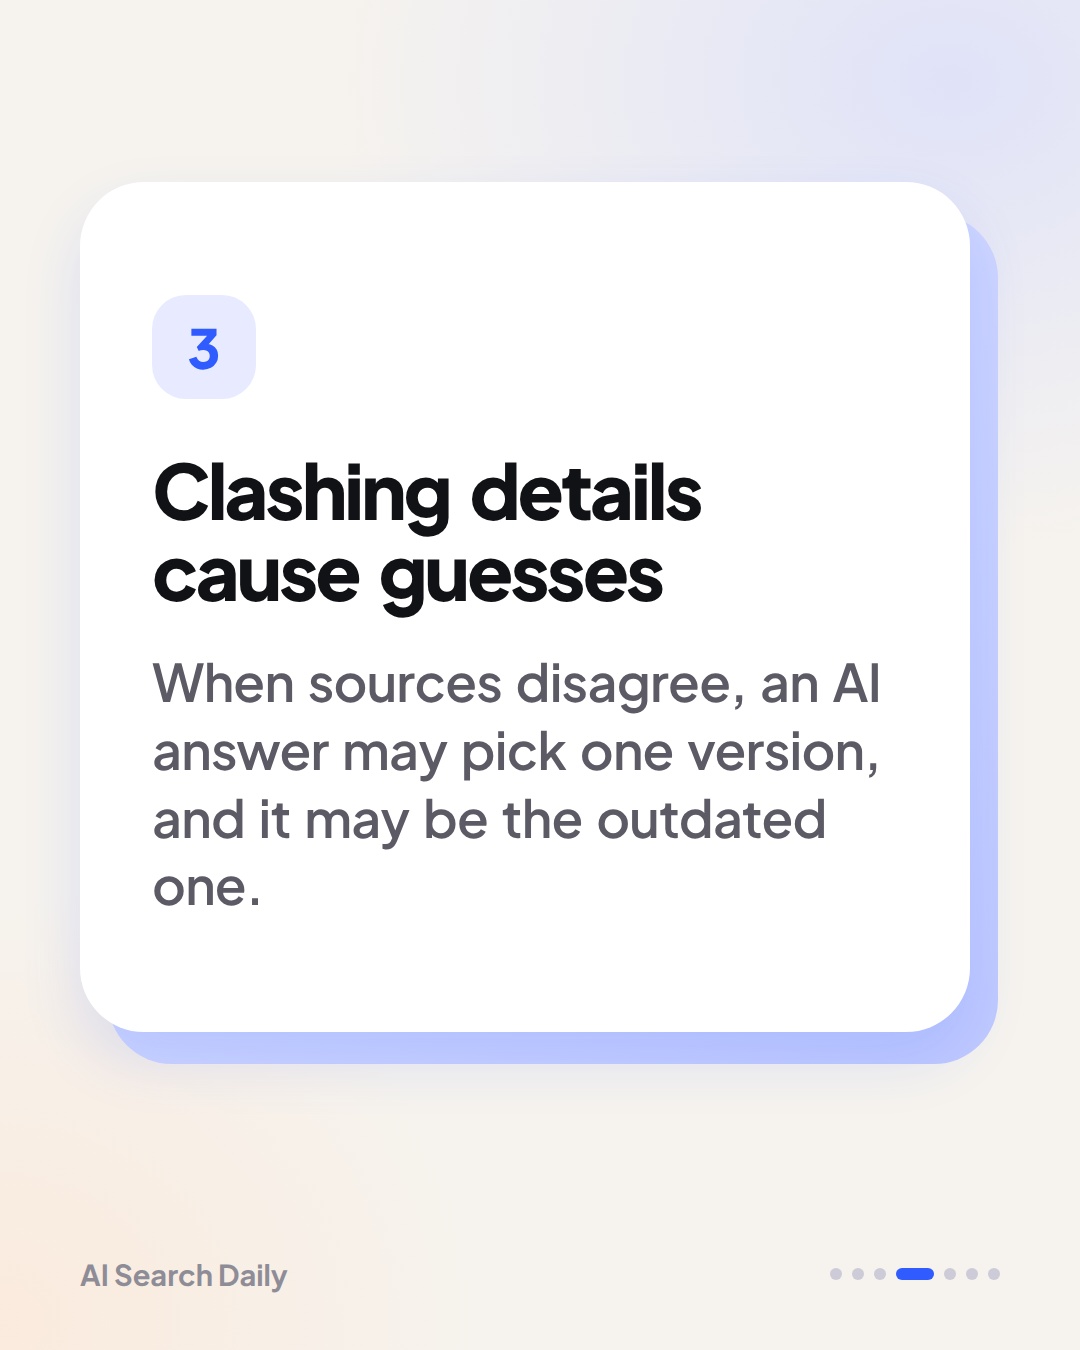 3
Clashing details
cause guesses
When sources disagree, an AI
answer may pick one version,
and it may be the outdated
one.
AI Search Daily